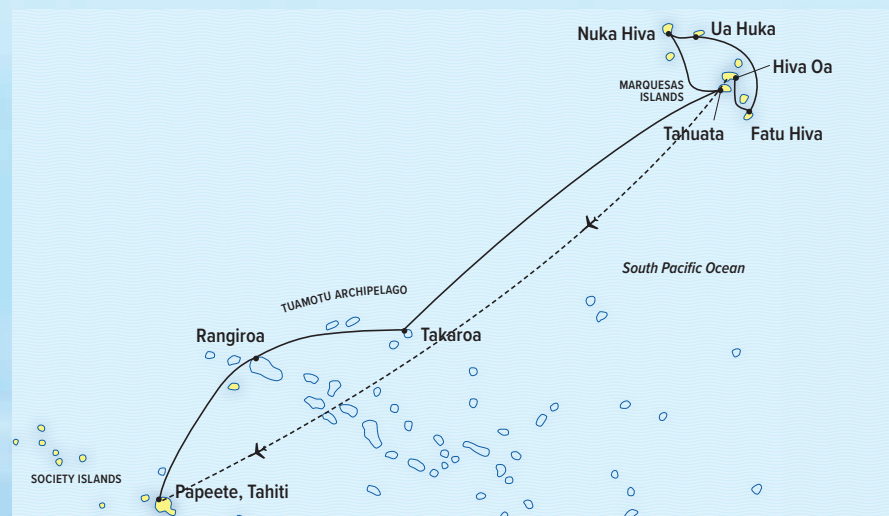 Nuka Hiva
Ua Huka
Hiva Oa
MARQUESAS
ISLANDS
Tahuata
Fatu Hiva
South Pacific Ocean
TUAMOTU ARCHIPELAGO
Rangiroa
Takaroa
SOCIETY ISLANDS
Papeete, Tahiti